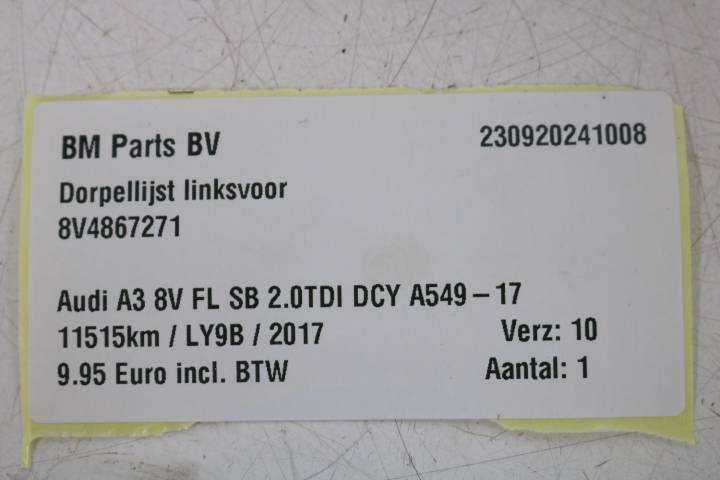 BM Parts BV 230920241008
Dorpellijst linksvoor
8V4867271
Audi A3 8V FL SB 2.0TDI DCY A549-17
11515km / LY9B / 2017 Verz: 10
9.95 Euro incl. BTW Aantal: 1